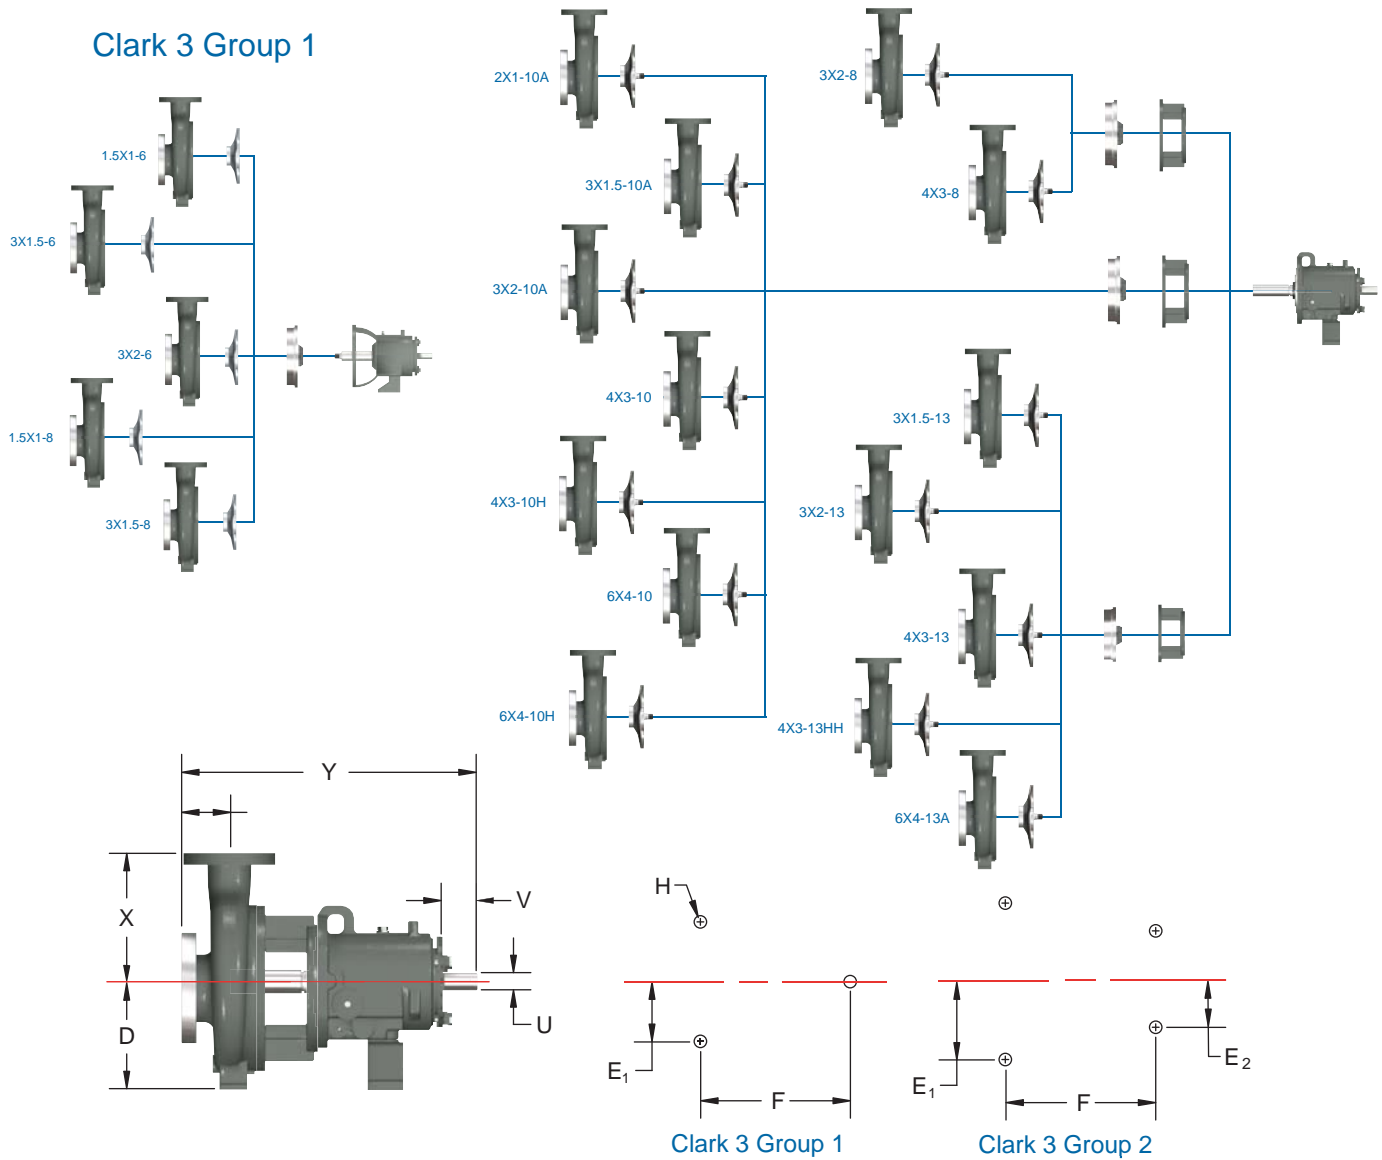 Clark 3 Group 1
1.5X1-6
3X1.5-6
3X2-6
1.5X1-8
3X1.5-8
2X1-10A
3X1.5-10A
3X2-10A
4X3-10
4X3-10H
6X4-10
6X4-10H
3X2-8
4X3-8
3X1.5-13
3X2-13
4X3-13
4X3-13HH
6X4-13A
Y
X
V
D
U
H
E₁
F
Clark 3 Group 1
E₁
E₂
F
Clark 3 Group 2